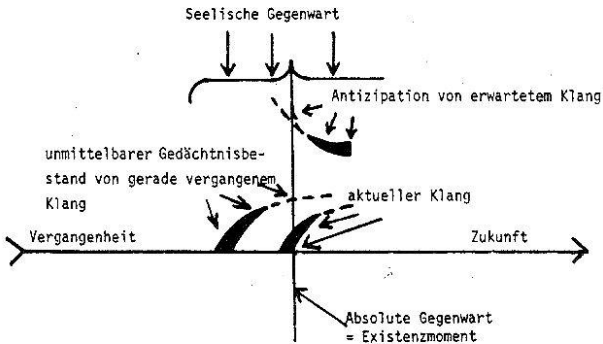 Seelische Gegenwart
Antizipation von erwartetem Klang
unmittelbarer Gedächtnisbe-
stand von gerade vergangenem
Klang
aktueller Klang
Vergangenheit
Zukunft
Absolute Gegenwart
= Existenzmoment